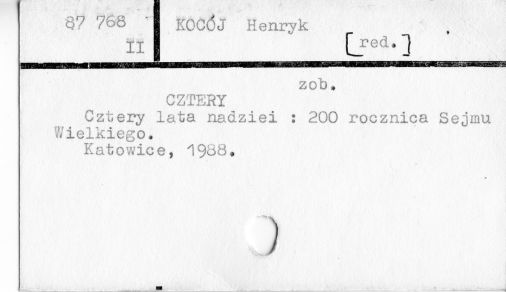 87 768
II
KOCÓJ Henryk
[red.]
zob.
CZTERY
Cztery lata nadziei : 200 rocznica Sejmu
Wielkiego.
Katowice, 1988.